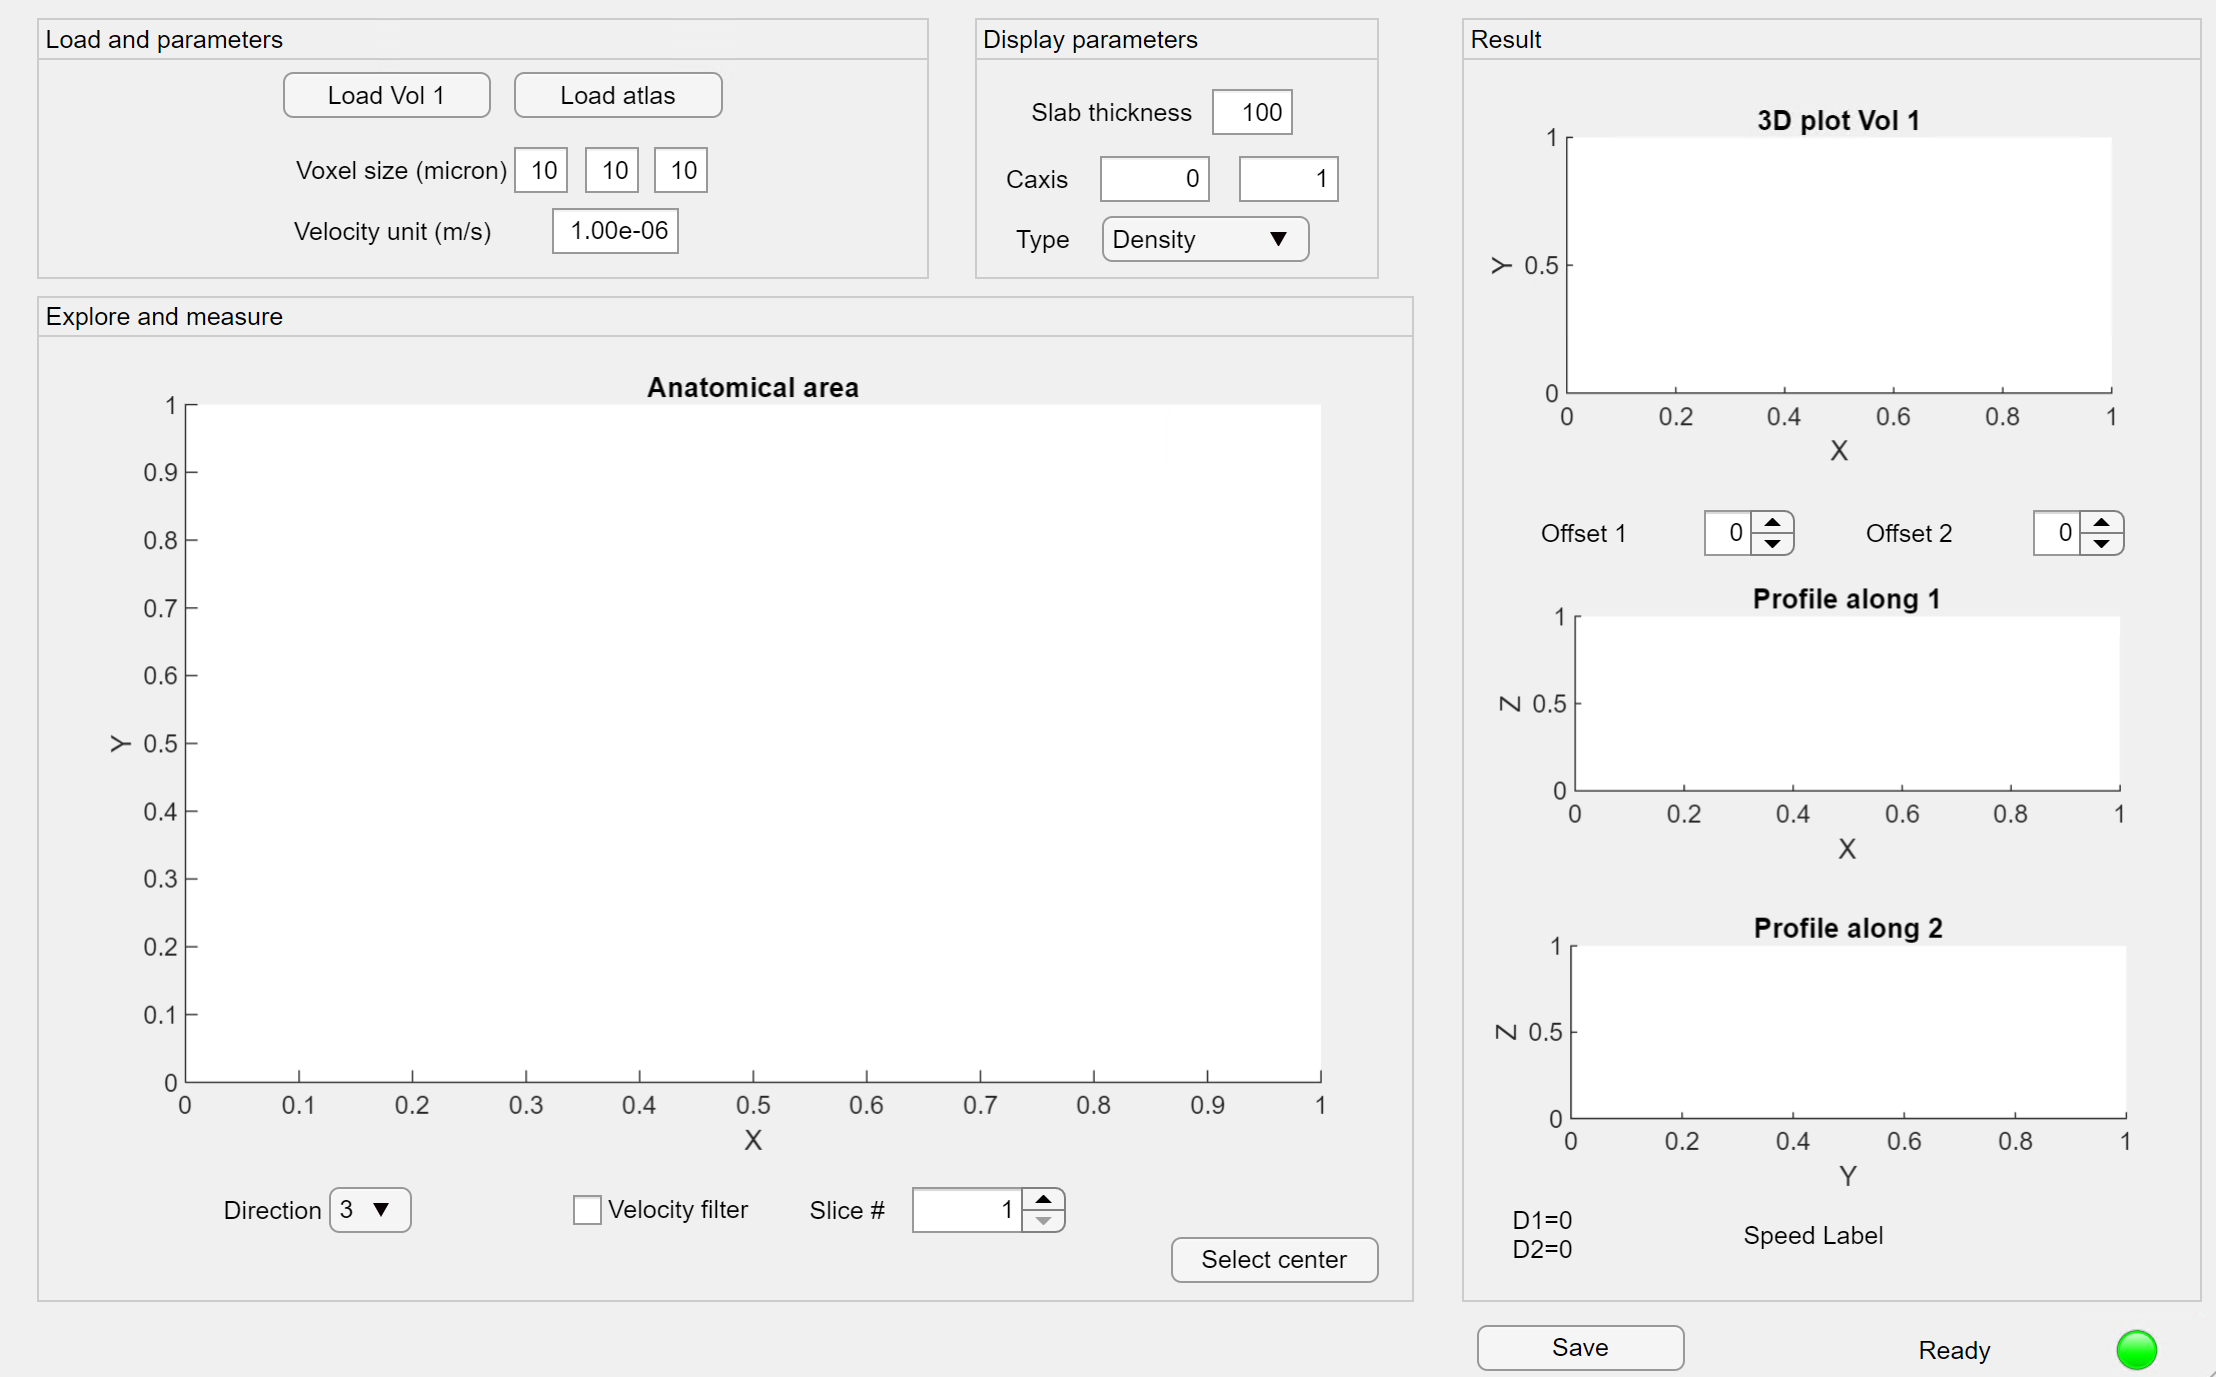 Load and parameters
Load Vol 1 Load atlas
Voxel size (micron) 10 10 10
Velocity unit (m/s) 1.00e-06
Display parameters
Slab thickness 100
Caxis 0 1
Type Density
Explore and measure
Anatomical area
1
0.9
0.8
0.7
0.6
Y 0.5
0.4
0.3
0.2
0.1
0
0 0.1 0.2 0.3 0.4 0.5 0.6 0.7 0.8 0.9 1
X
Direction 3 Velocity filter Slice # 1
Select center
Result
3D plot Vol 1
1
Y 0.5
0
0 0.2 0.4 0.6 0.8 1
X
Offset 1 0 Offset 2 0
Profile along 1
1
Z 0.5
0
0 0.2 0.4 0.6 0.8 1
X
Profile along 2
1
Z 0.5
0
0 0.2 0.4 0.6 0.8 1
Y
D1=0
D2=0
Speed Label
Save Ready